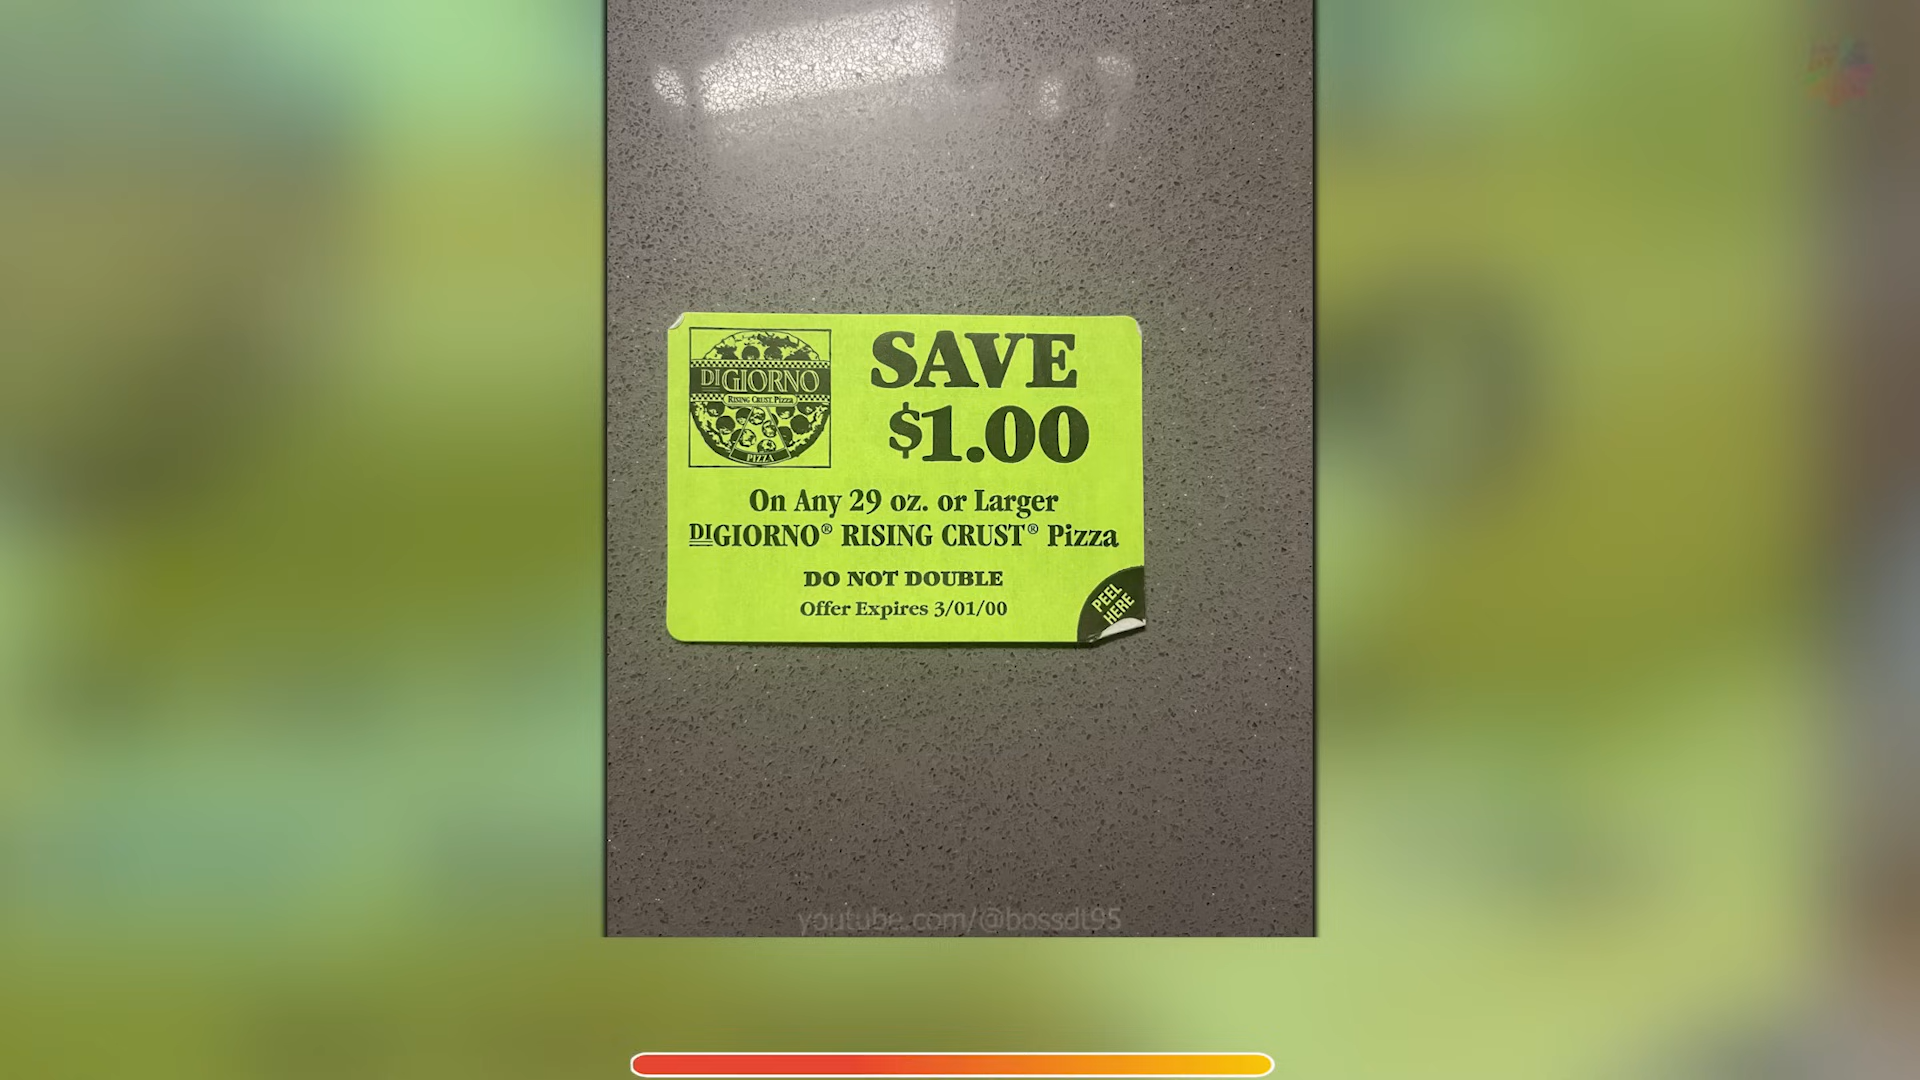 DIGIORNO
RISING CRUST PIZZA
PIZZA
SAVE
$1.00
On Any 29 oz. or Larger
DIGIORNO® RISING CRUST® Pizza
DO NOT DOUBLE
Offer Expires 3/01/00
PEEL
HERE
youtube.com/@bossdt95